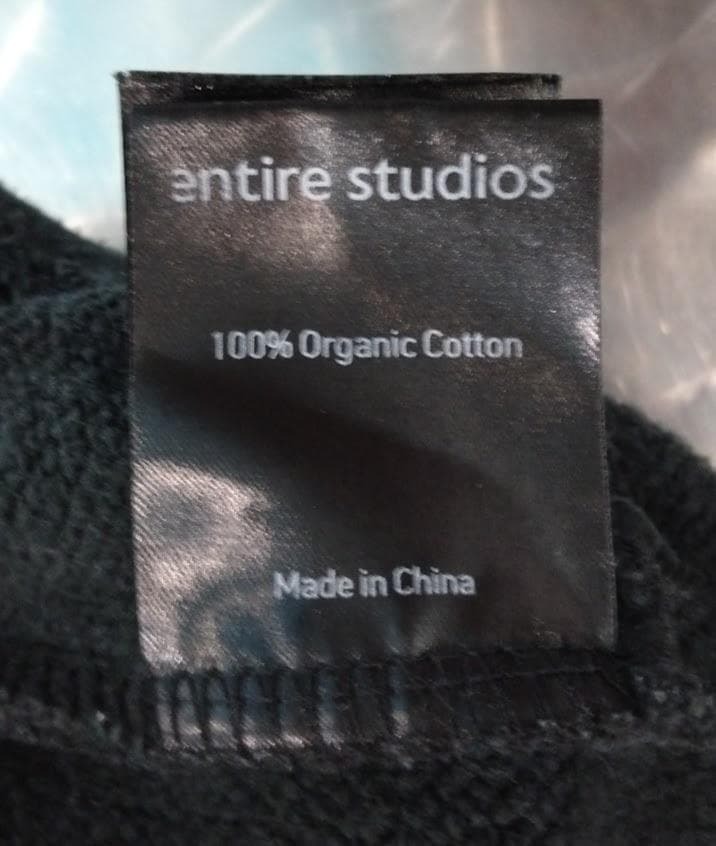 entire studios
100% Organic Cotton
Made in China